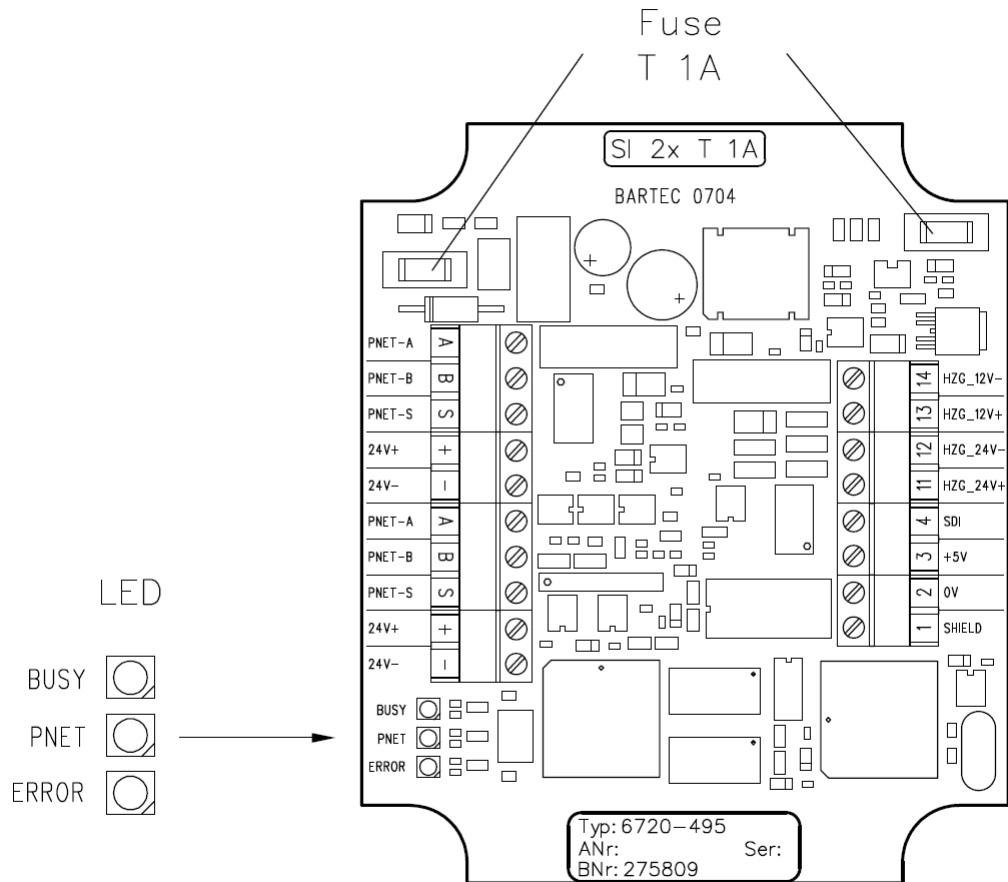 Fuse
T 1A
SI 2x T 1A
BARTEC 0704
PNET-A A
PNET-B B
PNET-S S
24V+ +
24V- -
PNET-A A
PNET-B B
PNET-S S
24V+ +
24V- -
14 HZG_12V-
13 HZG_12V+
12 HZG_24V-
11 HZG_24V+
4 SDI
3 +5V
2 0V
1 SHIELD
LED
BUSY
PNET
ERROR
BUSY
PNET
ERROR
Typ: 6720-495
ANr: Ser:
BNr: 275809